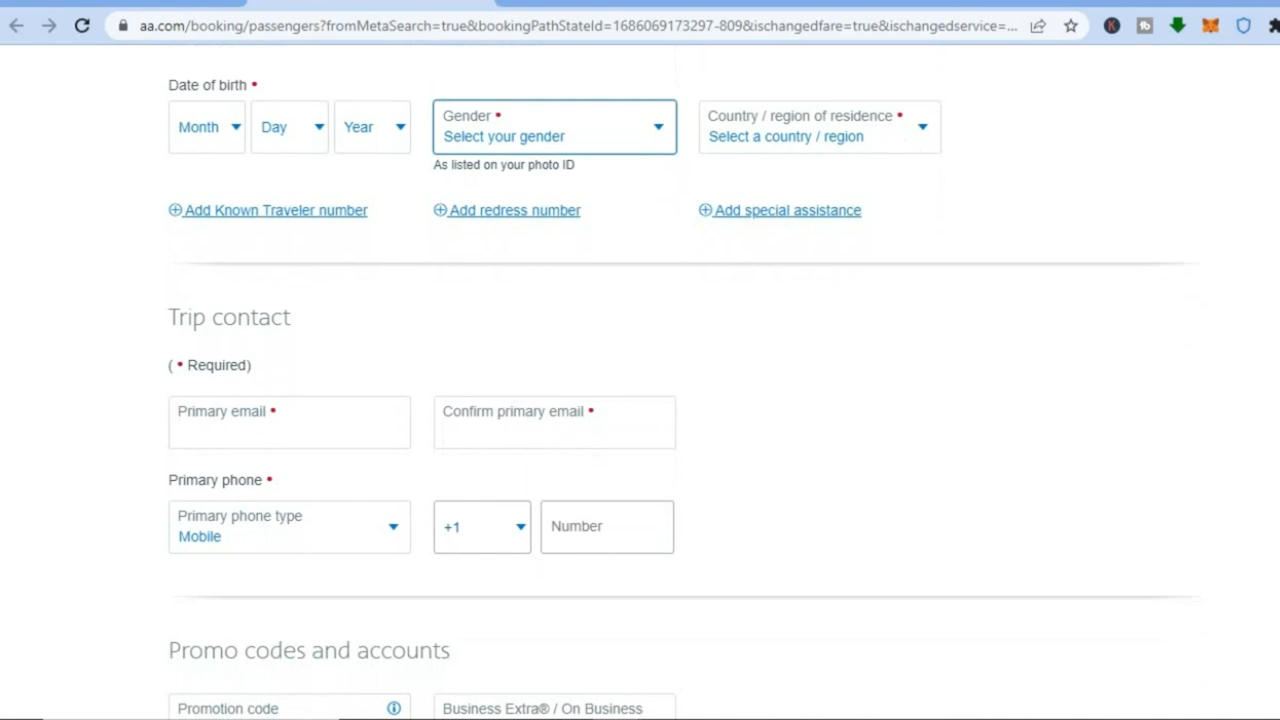 aa.com/booking/passengers?fromMetaSearch=true&bookingPathStateId=1686069173297-809&ischangedfare=true&ischangedservice=...
Date of birth •
Month Day Year
Gender •
Select your gender
Country / region of residence •
Select a country / region
As listed on your photo ID
Add Known Traveler number Add redress number Add special assistance
Trip contact
( • Required)
Primary email • Confirm primary email •
Primary phone •
Primary phone type
Mobile
+1 Number
Promo codes and accounts
Promotion code Business Extra® / On Business